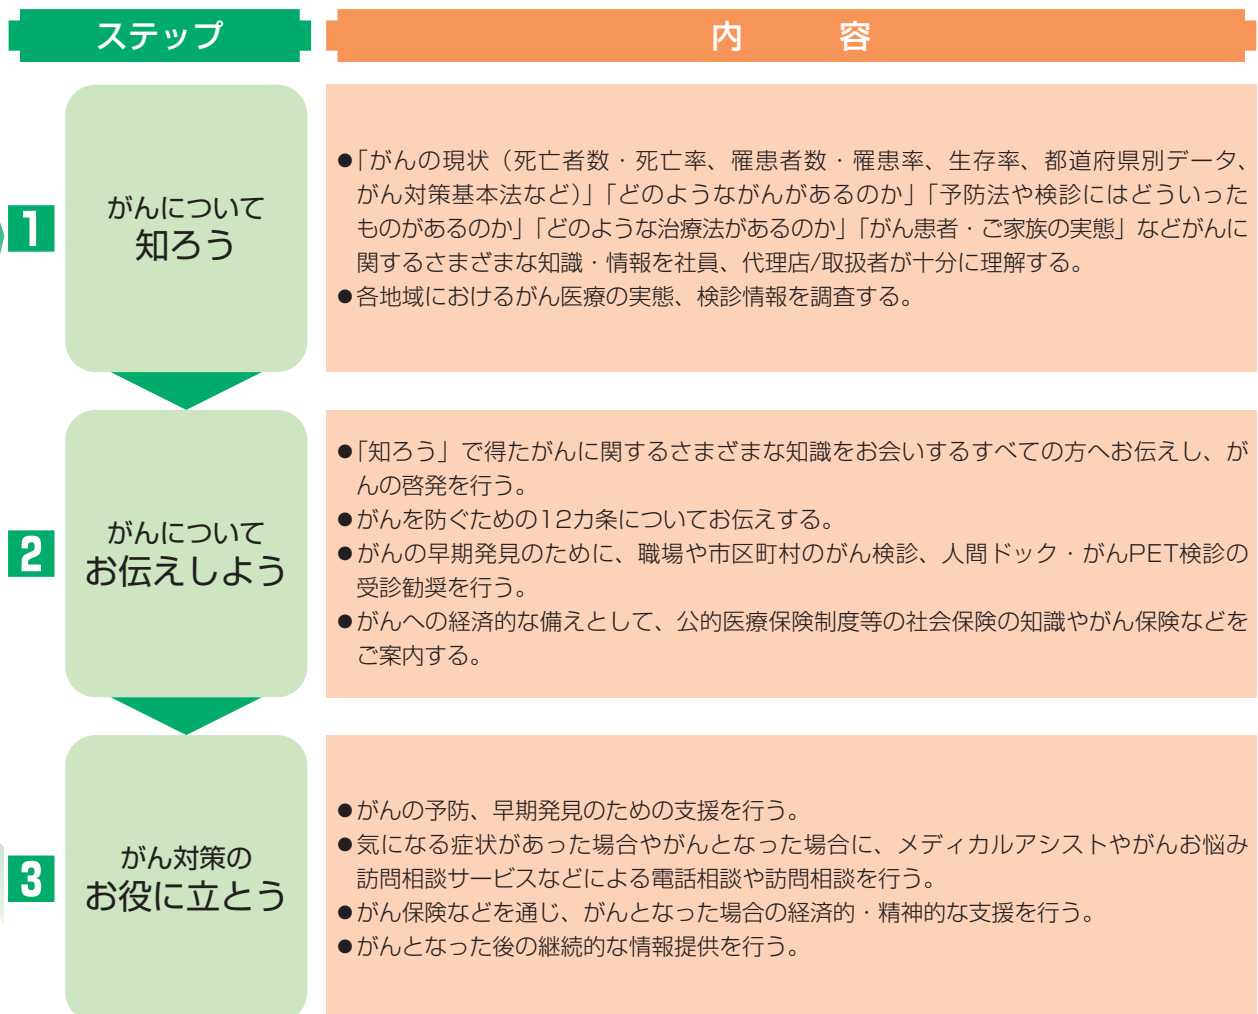 ステップ
内容
1
がんについて
知ろう
●「がんの現状（死亡者数・死亡率、罹患者数・罹患率、生存率、都道府県別データ、
がん対策基本法など）」「どのようながんがあるのか」「予防法や検診にはどういった
ものがあるのか」「どのような治療法があるのか」「がん患者・ご家族の実態」などがんに
関するさまざまな知識・情報を社員、代理店/取扱者が十分に理解する。
●各地域におけるがん医療の実態、検診情報を調査する。
2
がんについて
お伝えしよう
●「知ろう」で得たがんに関するさまざまな知識をお会いするすべての方へお伝えし、が
んの啓発を行う。
●がんを防ぐための12カ条についてお伝えする。
●がんの早期発見のために、職場や市区町村のがん検診、人間ドック・がんPET検診の
受診勧奨を行う。
●がんへの経済的な備えとして、公的医療保険制度等の社会保険の知識やがん保険などを
ご案内する。
3
がん対策の
お役に立とう
●がんの予防、早期発見のための支援を行う。
●気になる症状があった場合やがんとなった場合に、メディカルアシストやがんお悩み
訪問相談サービスなどによる電話相談や訪問相談を行う。
●がん保険などを通じ、がんとなった場合の経済的・精神的な支援を行う。
●がんとなった後の継続的な情報提供を行う。